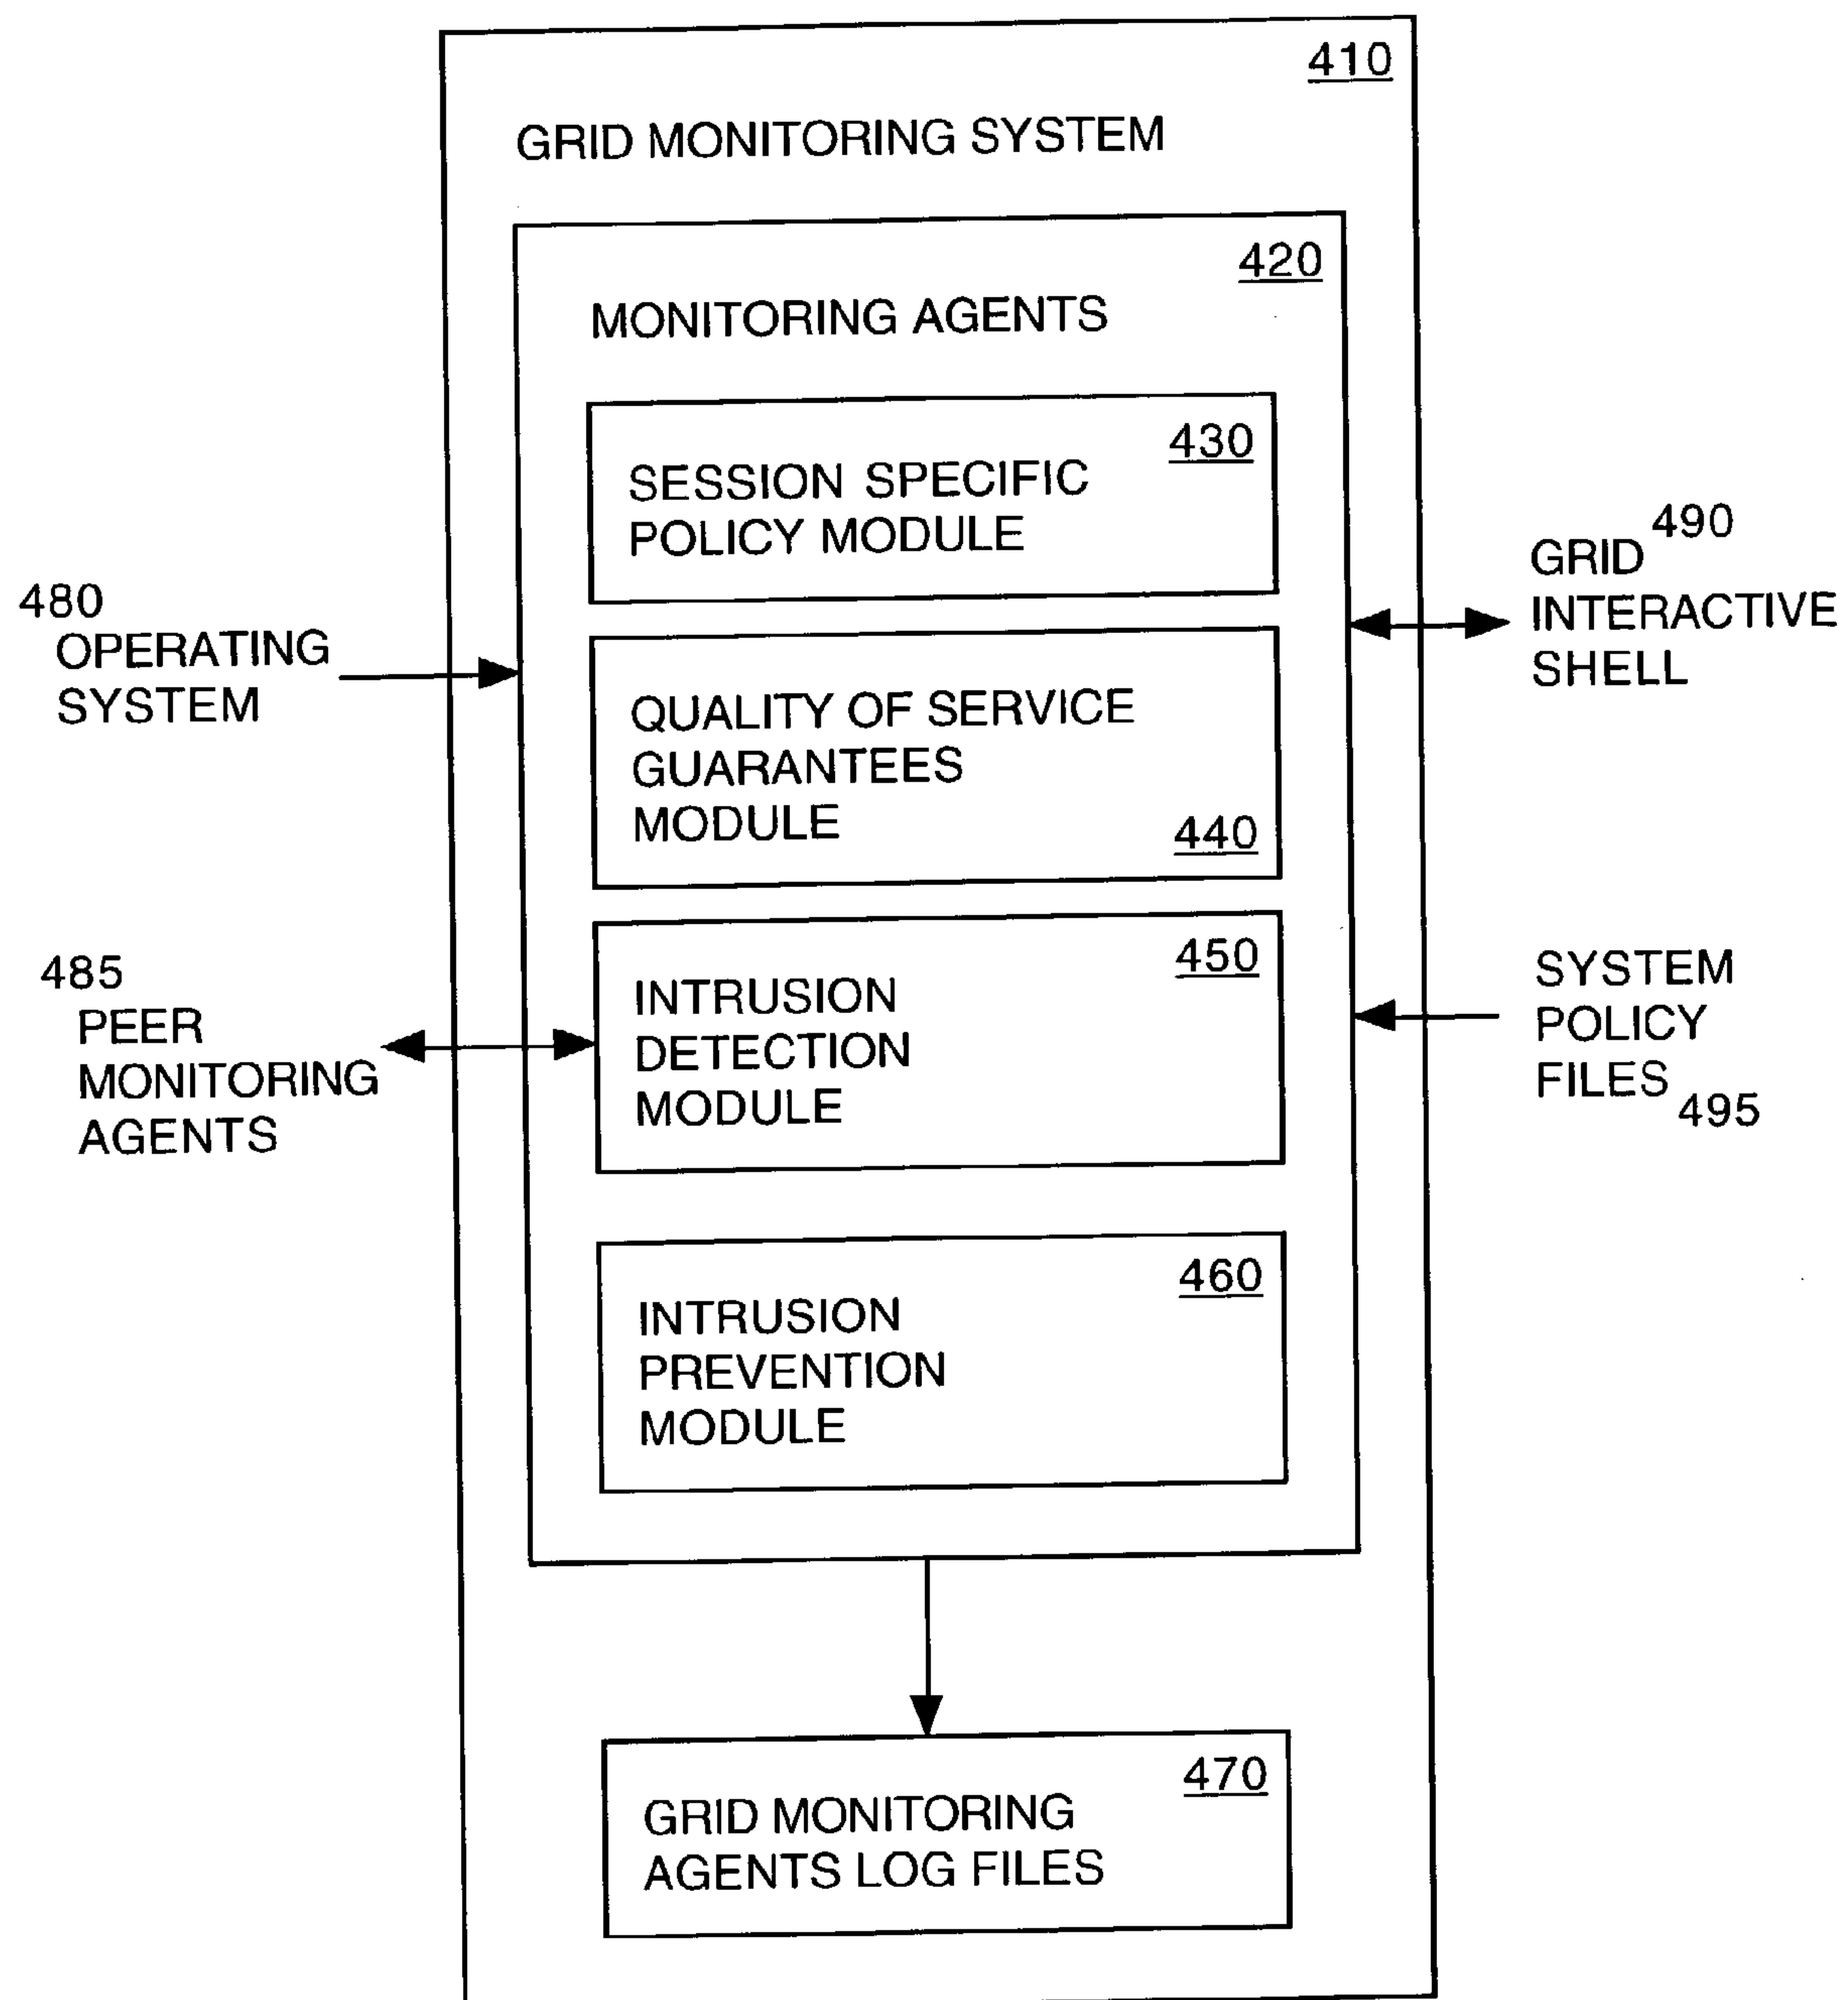 410
GRID MONITORING SYSTEM
420
MONITORING AGENTS
430
SESSION SPECIFIC
POLICY MODULE
480
OPERATING
SYSTEM
490
GRID
INTERACTIVE
SHELL
QUALITY OF SERVICE
GUARANTEES
MODULE
440
485
PEER
MONITORING
AGENTS
450
INTRUSION
DETECTION
MODULE
SYSTEM
POLICY
FILES
495
460
INTRUSION
PREVENTION
MODULE
470
GRID MONITORING
AGENTS LOG FILES